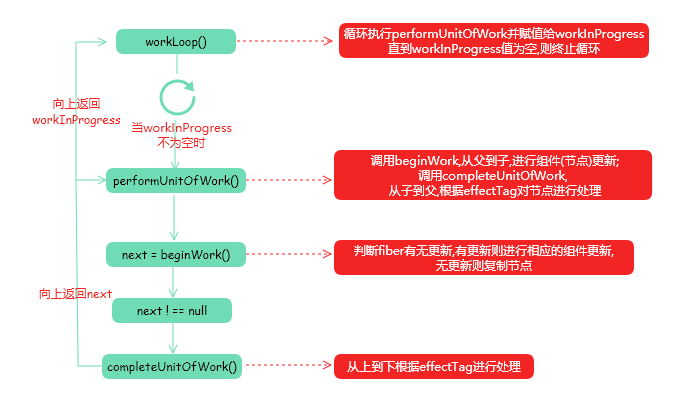 workLoop()
循环执行performUnitOfWork并赋值给workInProgress
直到workInProgress值为空,则终止循环
向上返回
workInProgress
当workInProgress
不为空时
performUnitOfWork()
调用beginWork,从父到子,进行组件(节点)更新;
调用completeUnitOfWork,
从子到父,根据effectTag对节点进行处理
next = beginWork()
判断fiber有无更新,有更新则进行相应的组件更新,
无更新则复制节点
向上返回next
next ! == null
completeUnitOfWork()
从上到下根据effectTag进行处理